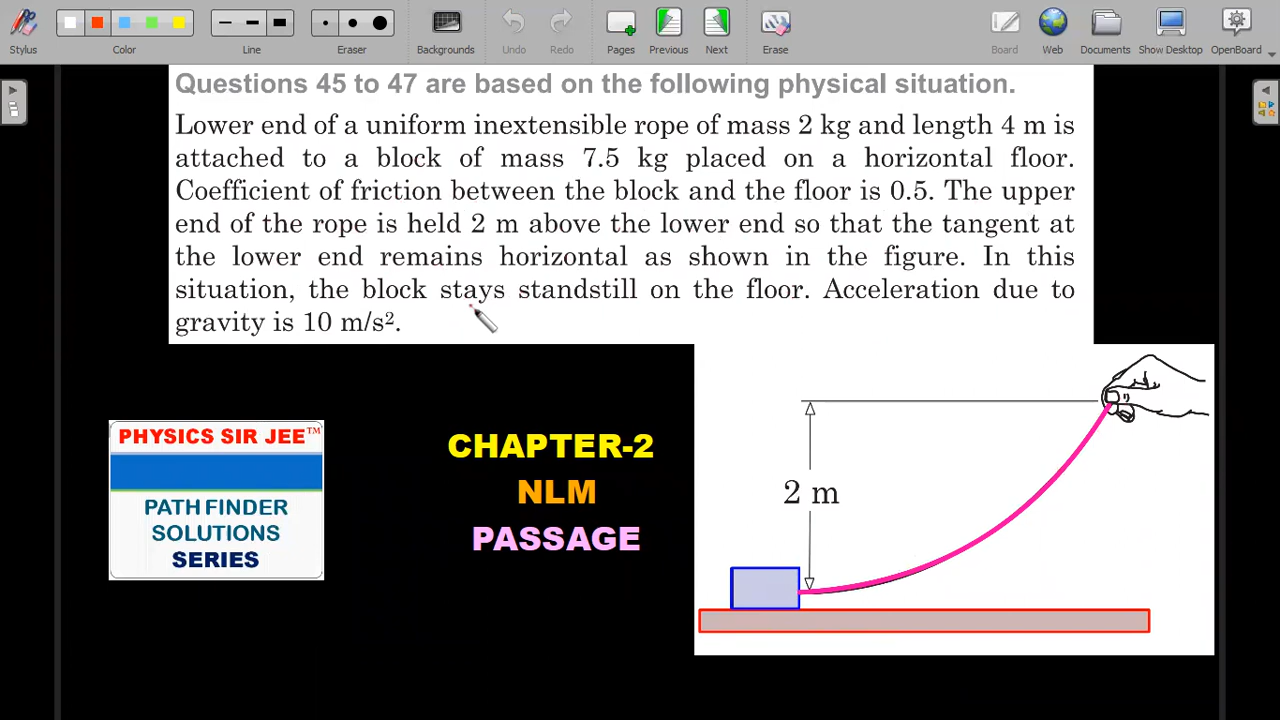 Stylus
Color
Line
Eraser
Backgrounds
Undo
Redo
Pages
Previous
Next
Erase
Board
Web
Documents
Show Desktop
OpenBoard
Questions 45 to 47 are based on the following physical situation.
Lower end of a uniform inextensible rope of mass 2 kg and length 4 m is
attached to a block of mass 7.5 kg placed on a horizontal floor.
Coefficient of friction between the block and the floor is 0.5. The upper
end of the rope is held 2 m above the lower end so that the tangent at
the lower end remains horizontal as shown in the figure. In this
situation, the block stays standstill on the floor. Acceleration due to
gravity is 10 m/s².
PHYSICS SIR JEE™
PATH FINDER
SOLUTIONS
SERIES
CHAPTER-2
NLM
PASSAGE
2 m